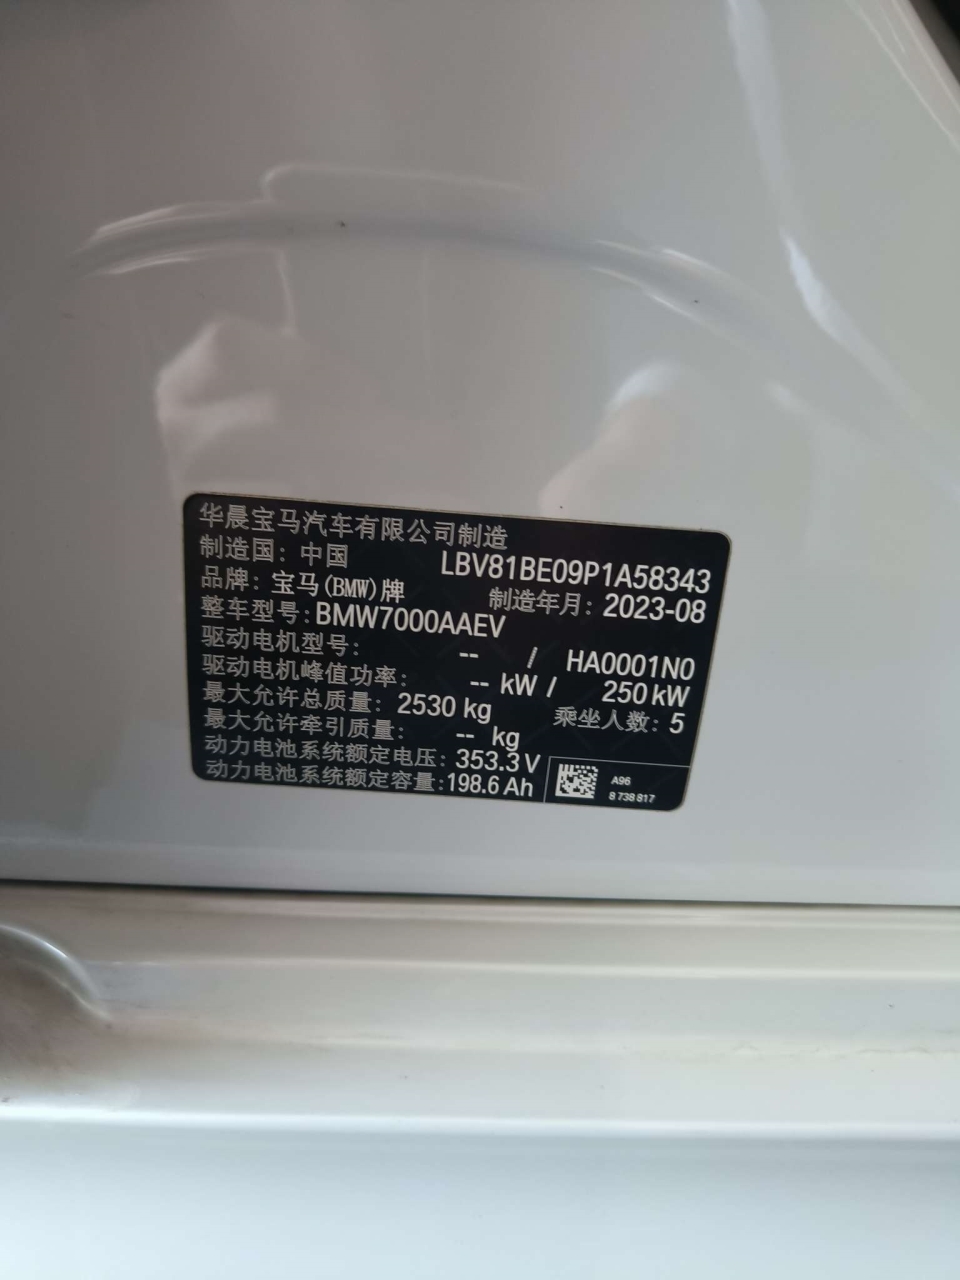 华晨宝马汽车有限公司制造
制造国：中国 LBV81BE09P1A58343
品牌：宝马(BMW)牌 制造年月：2023-08
整车型号：BMW7000AAEV
驱动电机型号： -- / HA0001N0
驱动电机峰值功率： -- kW / 250 kW
最大允许总质量： 2530 kg 乘坐人数：5
最大允许牵引质量： -- kg
动力电池系统额定电压：353.3 V
动力电池系统额定容量：198.6 Ah
A96
8 738 817